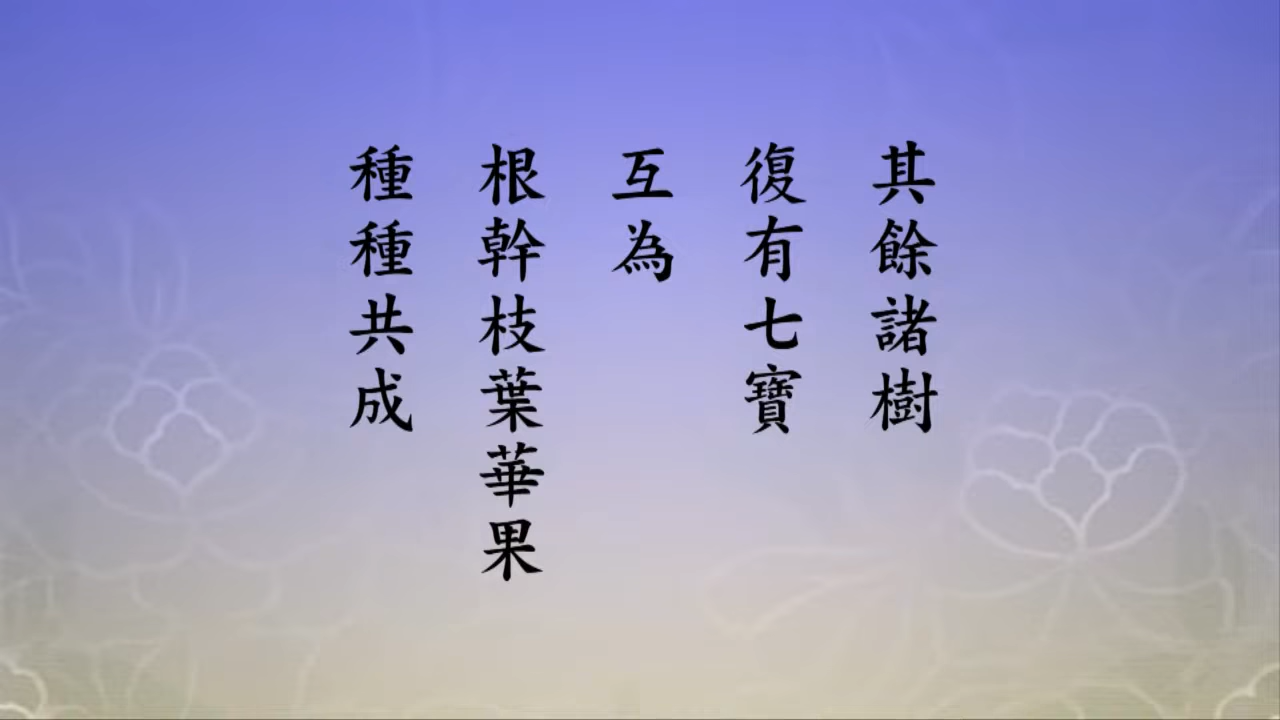 其餘諸樹
復有七寶
互為
根幹枝葉華果
種種共成